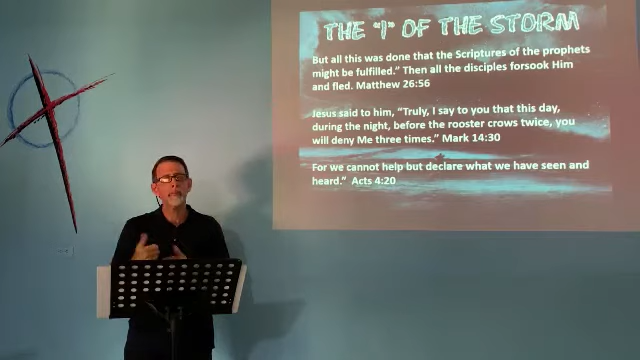 THE "I" OF THE STORM
But all this was done that the Scriptures of the prophets
might be fulfilled." Then all the disciples forsook Him
and fled. Matthew 26:56
Jesus said to him, "Truly, I say to you that this day,
during the night, before the rooster crows twice, you
will deny Me three times." Mark 14:30
For we cannot help but declare what we have seen and
heard." Acts 4:20